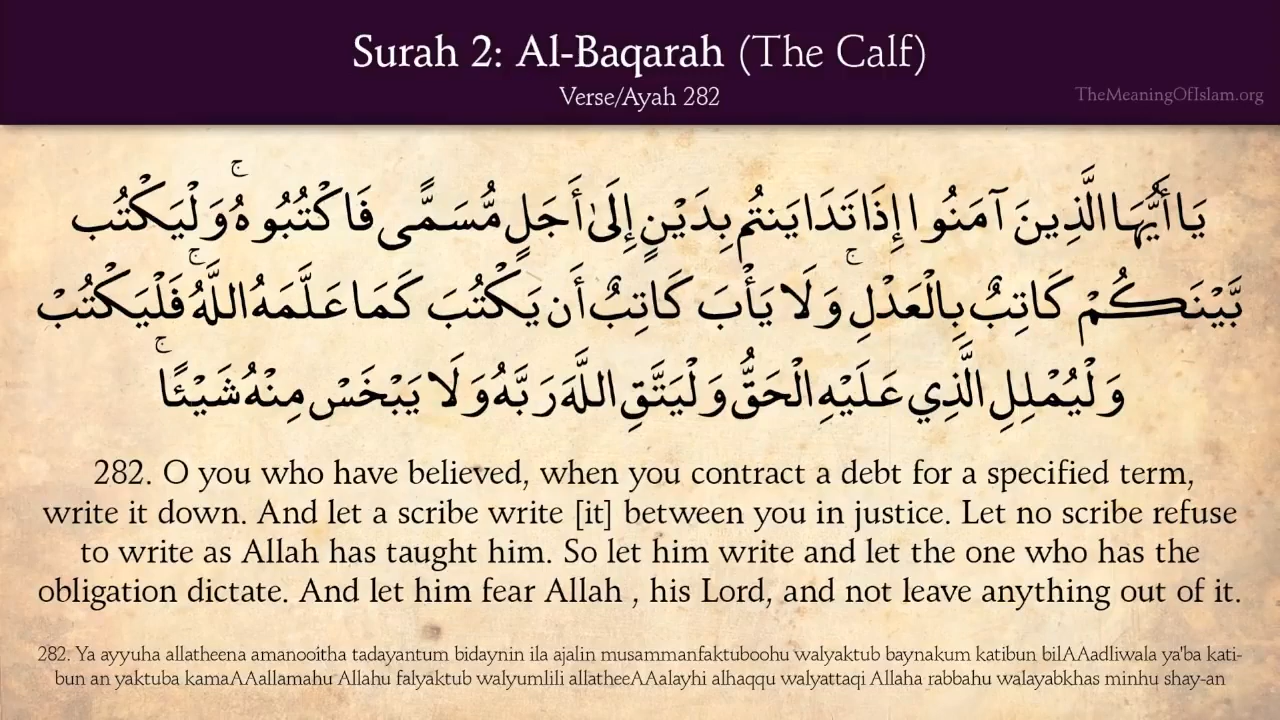 Surah 2: Al-Baqarah (The Calf)
Verse/Ayah 282
TheMeaningOfIslam.org
يَا أَيُّهَا الَّذِينَ آمَنُوا إِذَا تَدَايَنتُم بِدَيْنٍ إِلَىٰ أَجَلٍ مُّسَمًّى فَاكْتُبُوهُ ۚ وَلْيَكْتُب
بَّيْنَكُمْ كَاتِبٌ بِالْعَدْلِ ۚ وَلَا يَأْبَ كَاتِبٌ أَن يَكْتُبَ كَمَا عَلَّمَهُ اللَّهُ ۚ فَلْيَكْتُبْ
وَلْيُمْلِلِ الَّذِي عَلَيْهِ الْحَقُّ وَلْيَتَّقِ اللَّهَ رَبَّهُ وَلَا يَبْخَسْ مِنْهُ شَيْئًا ۚ
282. O you who have believed, when you contract a debt for a specified term,
write it down. And let a scribe write [it] between you in justice. Let no scribe refuse
to write as Allah has taught him. So let him write and let the one who has the
obligation dictate. And let him fear Allah , his Lord, and not leave anything out of it.
282. Ya ayyuha allatheena amanooitha tadayantum bidaynin ila ajalin musammanfaktuboohu walyaktub baynakum katibun bilAAadliwala ya'ba kati-
bun an yaktuba kamaAAallamahu Allahu falyaktub walyumlili alladheeAAalayhi alhaqqu walyattaqi Allaha rabbahu walayabkhas minhu shay-an